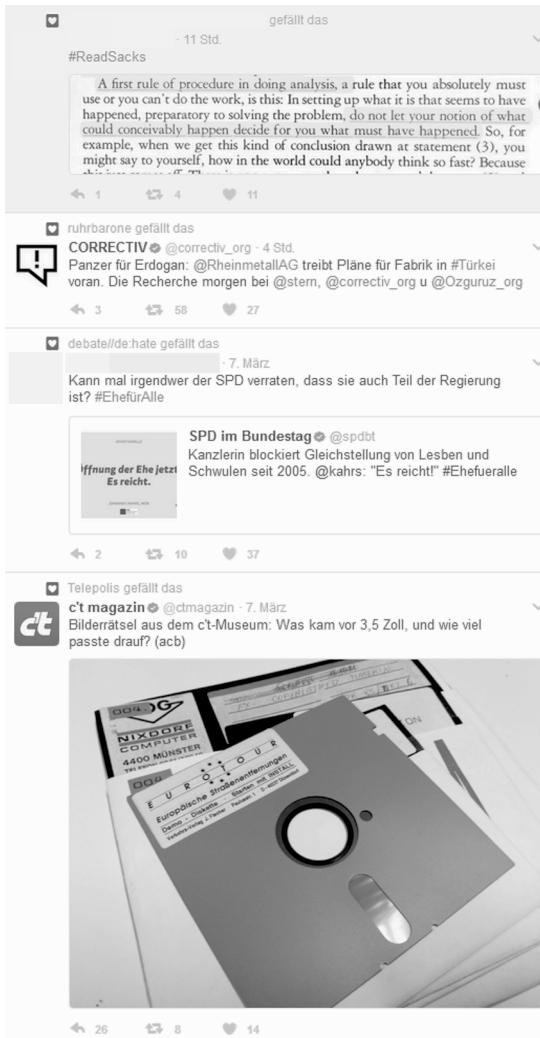 gefällt das
· 11 Std.
#ReadSacks
A first rule of procedure in doing analysis, a rule that you absolutely must
use or you can't do the work, is this: In setting up what it is that seems to have
happened, preparatory to solving the problem, do not let your notion of what
could conceivably happen decide for you what must have happened. So, for
example, when we get this kind of conclusion drawn at statement (3), you
might say to yourself, how in the world could anybody think so fast? Because
1 4 11
ruhrbarone gefällt das
CORRECTIV @correctiv_org · 4 Std.
Panzer für Erdogan: @RheinmetallAG treibt Pläne für Fabrik in #Türkei
voran. Die Recherche morgen bei @stern, @correctiv_org u @Ozguruz_org
3 58 27
debate//de:hate gefällt das
· 7. März
Kann mal irgendwer der SPD verraten, dass sie auch Teil der Regierung
ist? #EhefürAlle
SPD im Bundestag @spdbt
Kanzlerin blockiert Gleichstellung von Lesben und
Schwulen seit 2005. @kahrs: "Es reicht!" #Ehefueralle
ffnung der Ehe jetzt
Es reicht.
2 10 37
Telepolis gefällt das
c't
c't magazin @ctmagazin · 7. März
Bilderrätsel aus dem c't-Museum: Was kam vor 3,5 Zoll, und wie viel
passte drauf? (acb)
004.
NIXDORF
COMPUTER
4400 MÜNSTER
ON
004
EUROTOUR
Europäische Straßenentfernungen
Demo - Diskette - Starten mit INSTALL
26 8 14